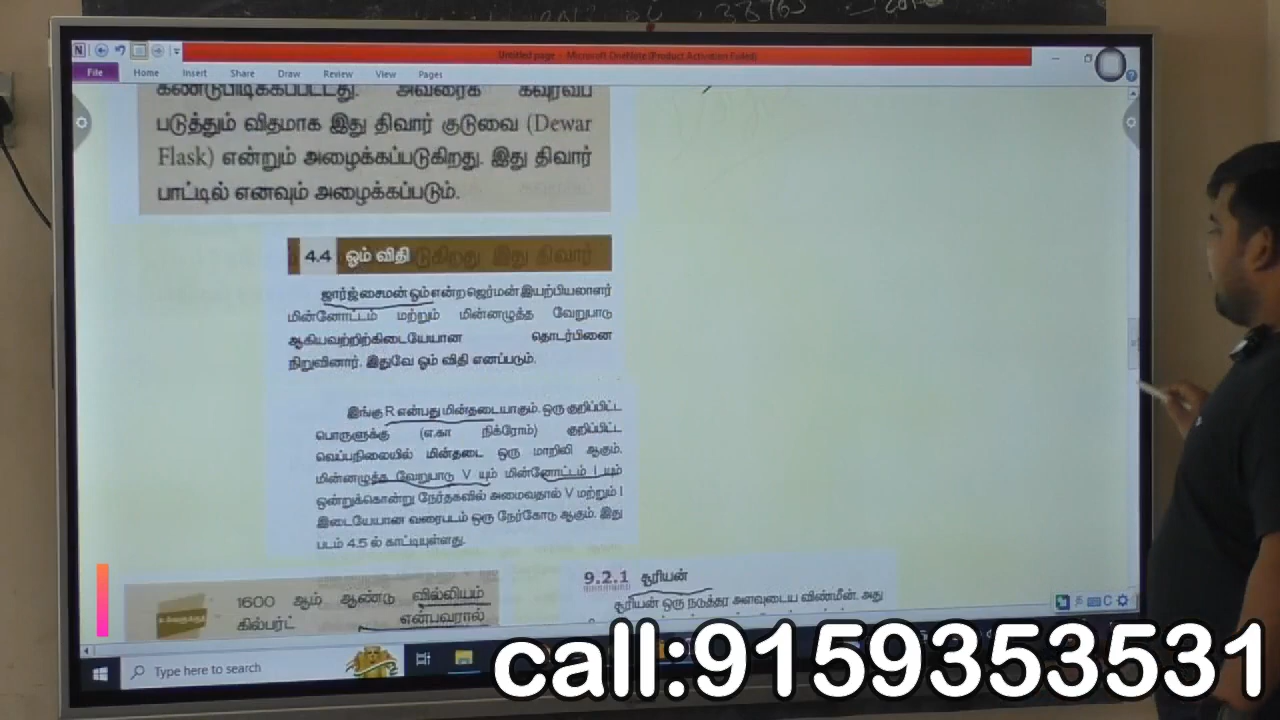 Untitled page - Microsoft OneNote (Product Activation Failed)
File Home Insert Share Draw Review View Pages
கண்டுபிடிக்கப்பட்டது. அவரைக் கவுரவப்
படுத்தும் விதமாக இது திவார் குடுவை (Dewar
Flask) என்றும் அழைக்கப்படுகிறது. இது திவார்
பாட்டில் எனவும் அழைக்கப்படும்.
4.4 ஓம் விதி
ஜார்ஜ் சைமன் ஓம் என்ற ஜெர்மன் இயற்பியலாளர்
மின்னோட்டம் மற்றும் மின்னழுத்த வேறுபாடு
ஆகியவற்றிற்கிடையேயான தொடர்பினை
நிறுவினார். இதுவே ஓம் விதி எனப்படும்.
இங்கு R என்பது மின்தடையாகும். ஒரு குறிப்பிட்ட
பொருளுக்கு (எ.கா நிக்ரோம்) குறிப்பிட்ட
வெப்பநிலையில் மின்தடை ஒரு மாறிலி ஆகும்.
மின்னழுத்த வேறுபாடு V யும் மின்னோட்டம் I யும்
ஒன்றுக்கொன்று நேர்தகவில் அமைவதால் V மற்றும் I
இடையேயான வரைபடம் ஒரு நேர்கோடு ஆகும். இது
படம் 4.5 ல் காட்டியுள்ளது.
1600 ஆம் ஆண்டு வில்லியம்
கில்பர்ட் என்பவரால்
9.2.1 சூரியன்
சூரியன் ஒரு நடுத்தர அளவுடைய விண்மீன். அது
Type here to search
call:9159353531